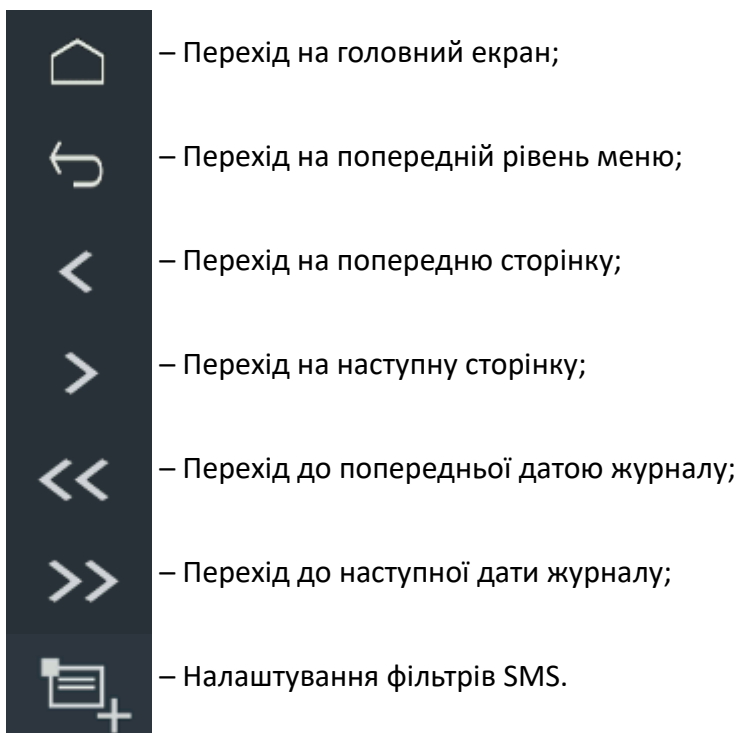 – Перехід на головний екран;
– Перехід на попередній рівень меню;
– Перехід на попередню сторінку;
– Перехід на наступну сторінку;
– Перехід до попередньої датою журналу;
– Перехід до наступної дати журналу;
– Налаштування фільтрів SMS.